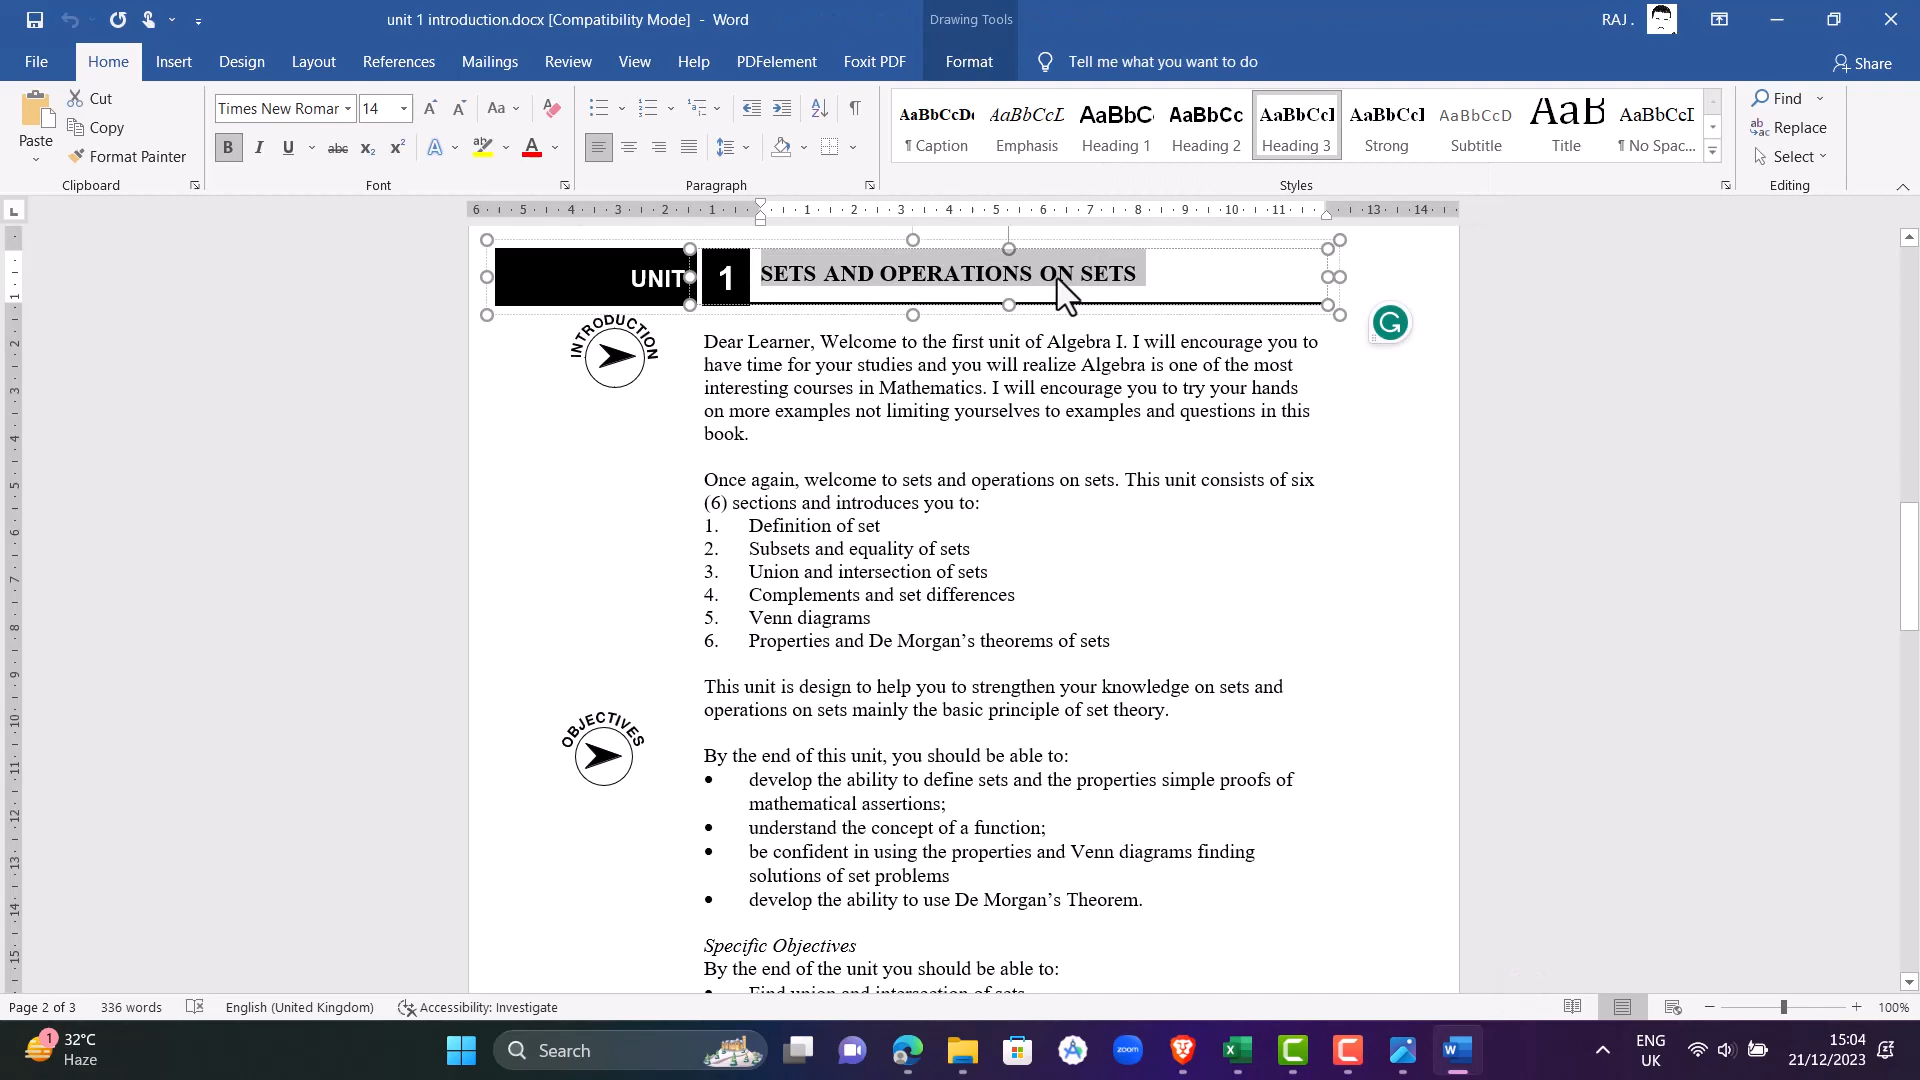 unit 1 introduction.docx [Compatibility Mode] - Word
Drawing Tools
RAJ .
File
Home
Insert
Design
Layout
References
Mailings
Review
View
Help
PDFelement
Foxit PDF
Format
Tell me what you want to do
Share
Paste
Cut
Copy
Format Painter
Clipboard
Times New Romar
14
Font
Paragraph
AaBbCcDc
¶ Caption
AaBbCcL
Emphasis
AaBbC
Heading 1
AaBbCc
Heading 2
AaBbCcI
Heading 3
AaBbCcI
Strong
AaBbCcD
Subtitle
AaB
Title
AaBbCcI
¶ No Spac...
Styles
Find
Replace
Select
Editing
UNIT 1 SETS AND OPERATIONS ON SETS
INTRODUCTION
Dear Learner, Welcome to the first unit of Algebra I. I will encourage you to
have time for your studies and you will realize Algebra is one of the most
interesting courses in Mathematics. I will encourage you to try your hands
on more examples not limiting yourselves to examples and questions in this
book.
Once again, welcome to sets and operations on sets. This unit consists of six
(6) sections and introduces you to:
1. Definition of set
2. Subsets and equality of sets
3. Union and intersection of sets
4. Complements and set differences
5. Venn diagrams
6. Properties and De Morgan's theorems of sets
This unit is design to help you to strengthen your knowledge on sets and
operations on sets mainly the basic principle of set theory.
OBJECTIVES
By the end of this unit, you should be able to:
• develop the ability to define sets and the properties simple proofs of
mathematical assertions;
• understand the concept of a function;
• be confident in using the properties and Venn diagrams finding
solutions of set problems
• develop the ability to use De Morgan's Theorem.
Specific Objectives
By the end of the unit you should be able to:
• Find union and intersection of sets
Page 2 of 3
336 words
English (United Kingdom)
Accessibility: Investigate
100%
32°C
Haze
Search
zoom
ENG
UK
15:04
21/12/2023